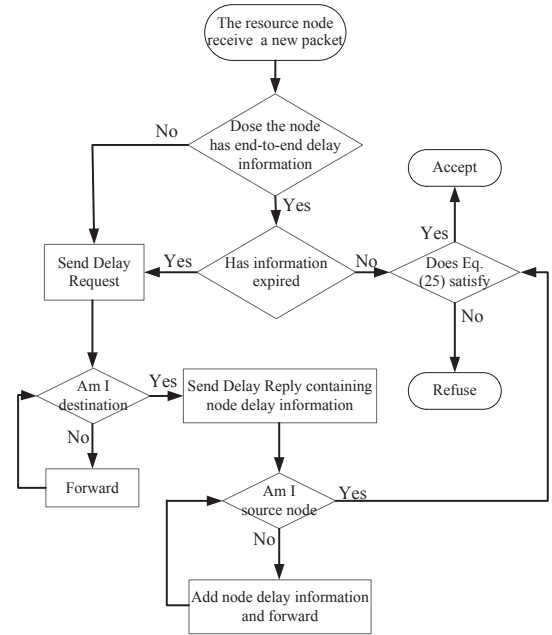 The resource node
receive a new packet
No
Dose the node
has end-to-end delay
information
Yes
Accept
Yes
Send Delay
Request
Yes
Has information
expired
No
Does Eq.
(25) satisfy
No
Refuse
Am I
destination
Yes
Send Delay Reply containing
node delay information
No
Forward
Am I
source node
Yes
No
Add node delay information
and forward